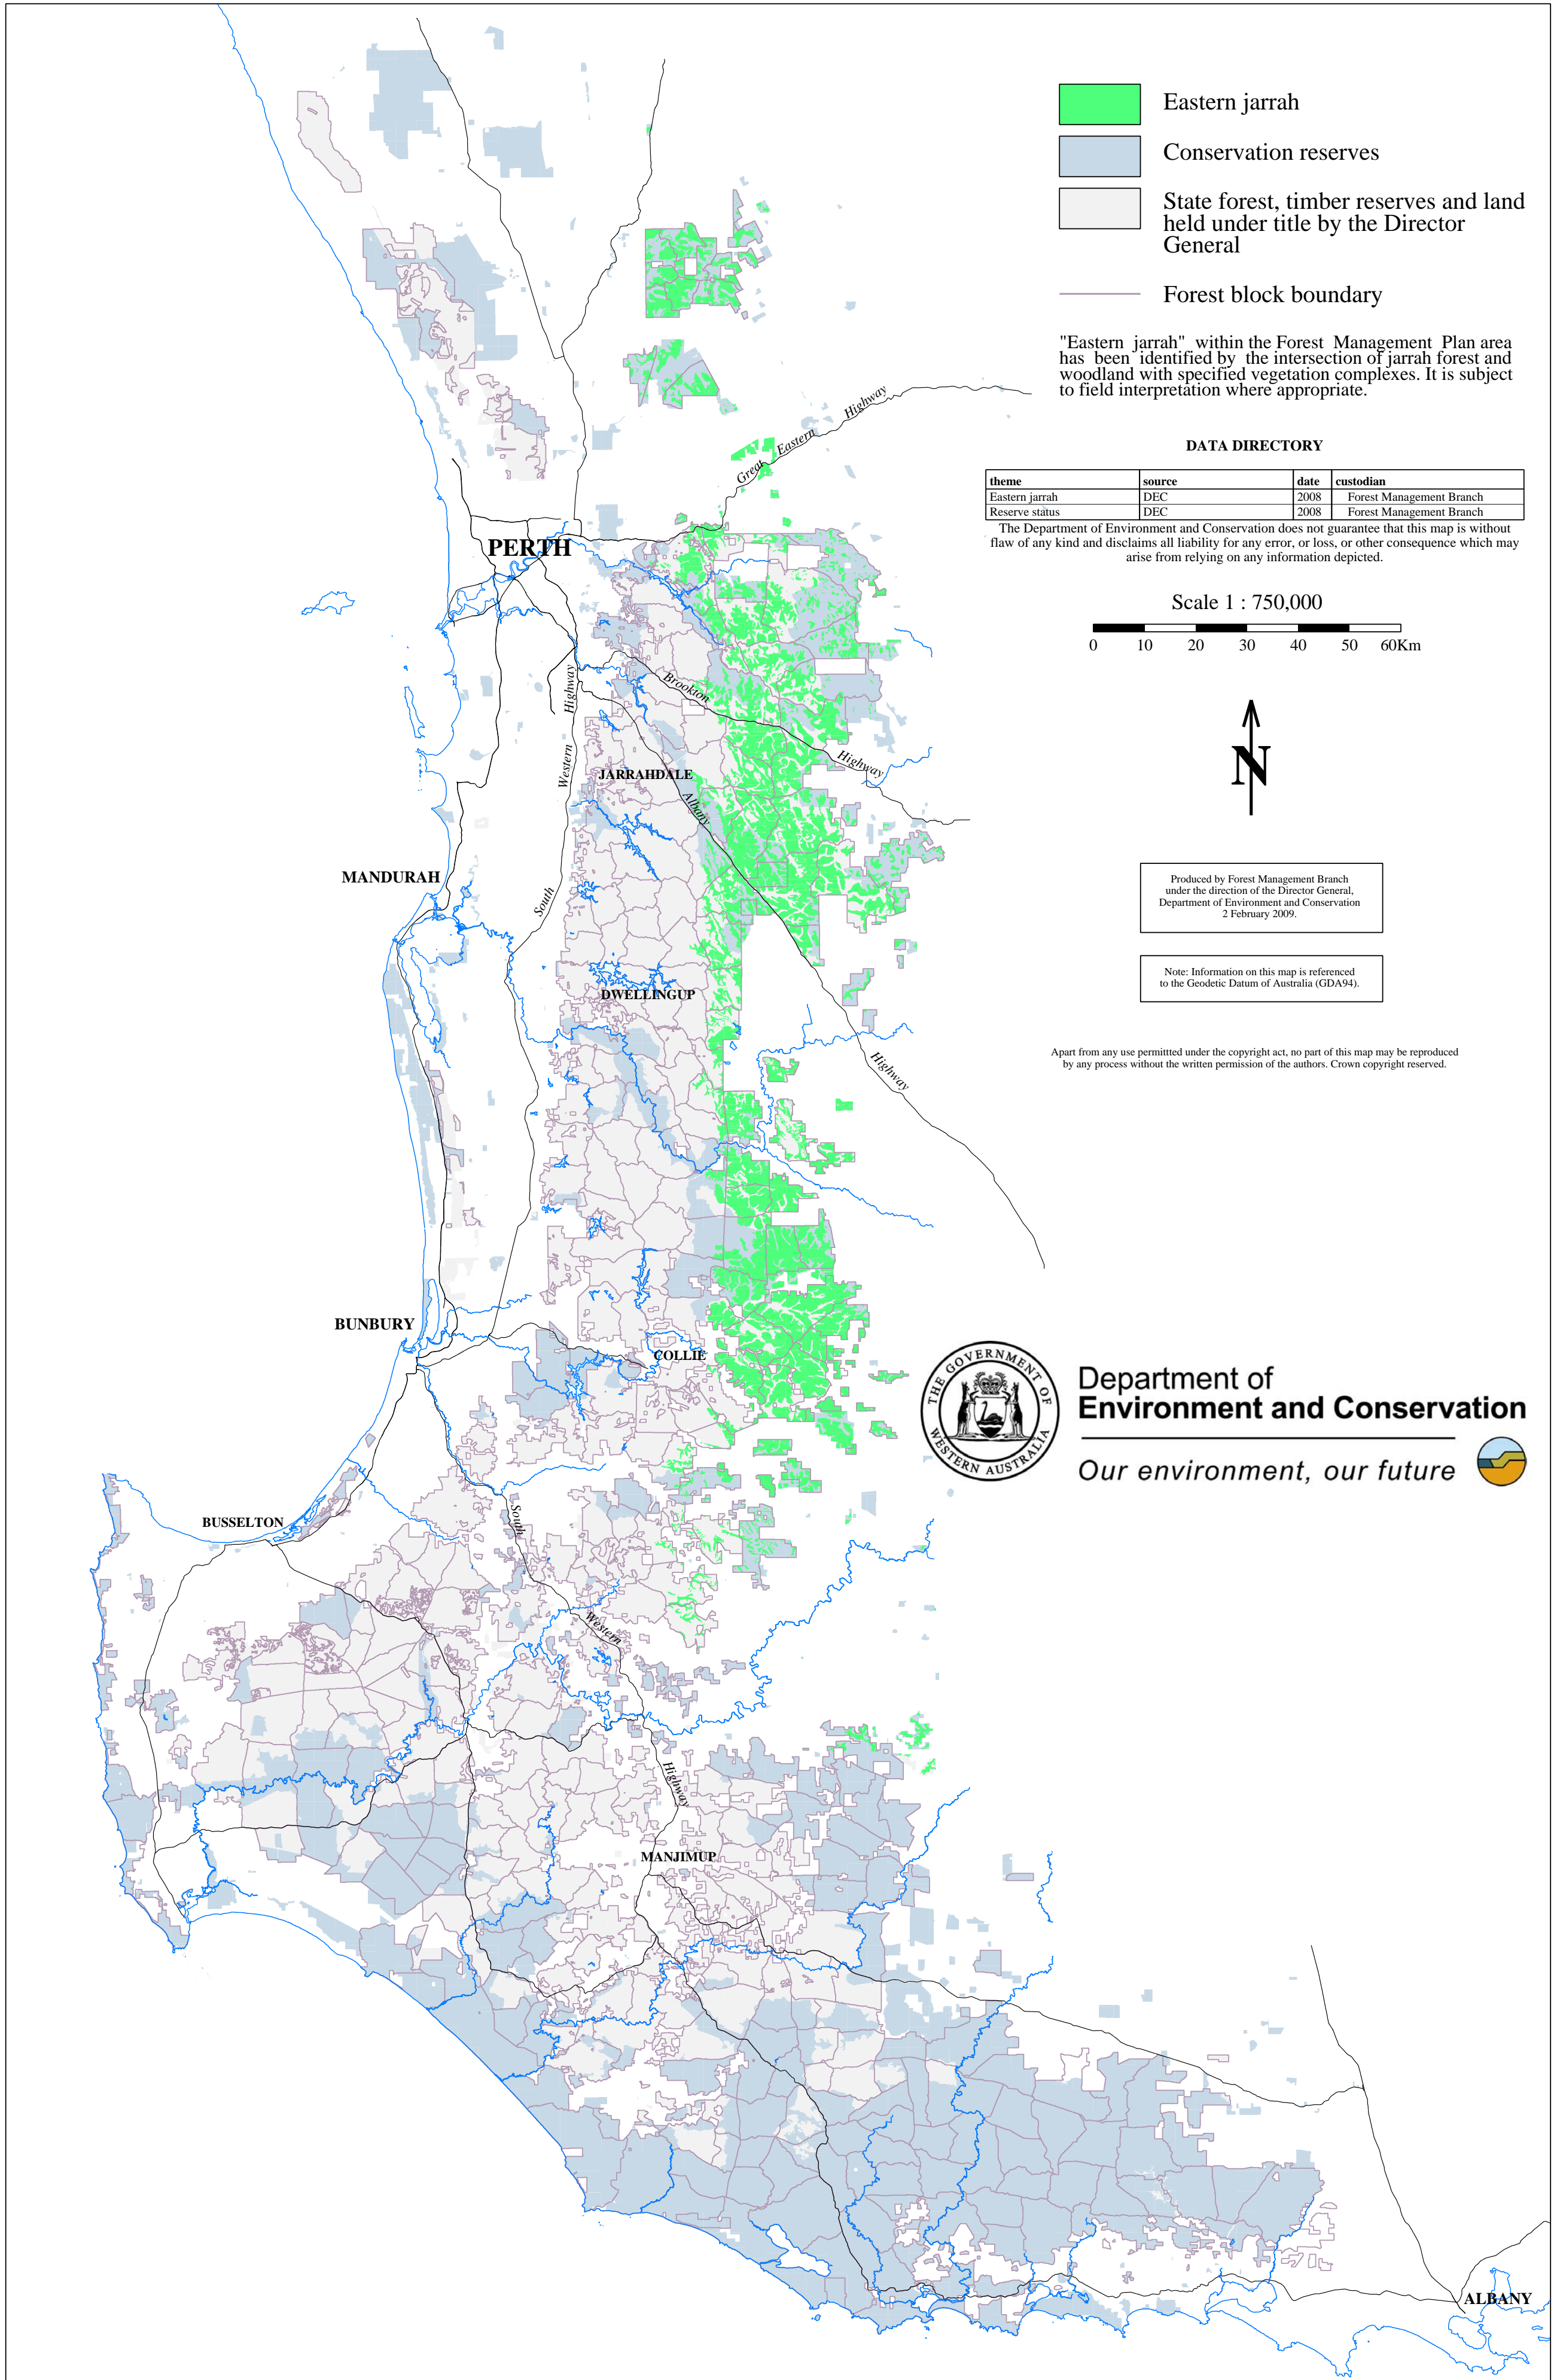 Eastern jarrah
Conservation reserves
State forest, timber reserves and land
held under title by the Director
General
Forest block boundary
"Eastern jarrah" within the Forest Management Plan area
has been identified by the intersection of jarrah forest and
woodland with specified vegetation complexes. It is subject
to field interpretation where appropriate.
DATA DIRECTORY
theme source date custodian
Eastern jarrah DEC 2008 Forest Management Branch
Reserve status DEC 2008 Forest Management Branch
The Department of Environment and Conservation does not guarantee that this map is without
flaw of any kind and disclaims all liability for any error, or loss, or other consequence which may
arise from relying on any information depicted.
Scale 1 : 750,000
0 10 20 30 40 50 60Km
N
Produced by Forest Management Branch
under the direction of the Director General,
Department of Environment and Conservation
2 February 2009.
Note: Information on this map is referenced
to the Geodetic Datum of Australia (GDA94).
Apart from any use permittted under the copyright act, no part of this map may be reproduced
by any process without the written permission of the authors. Crown copyright reserved.
THE GOVERNMENT OF
WESTERN AUSTRALIA
Department of
Environment and Conservation
Our environment, our future
Great Eastern Highway
PERTH
Brookton Highway
South Western Highway
JARRAHDALE
Albany Highway
MANDURAH
DWELLINGUP
BUNBURY
COLLIE
BUSSELTON
South Western Highway
MANJIMUP
ALBANY